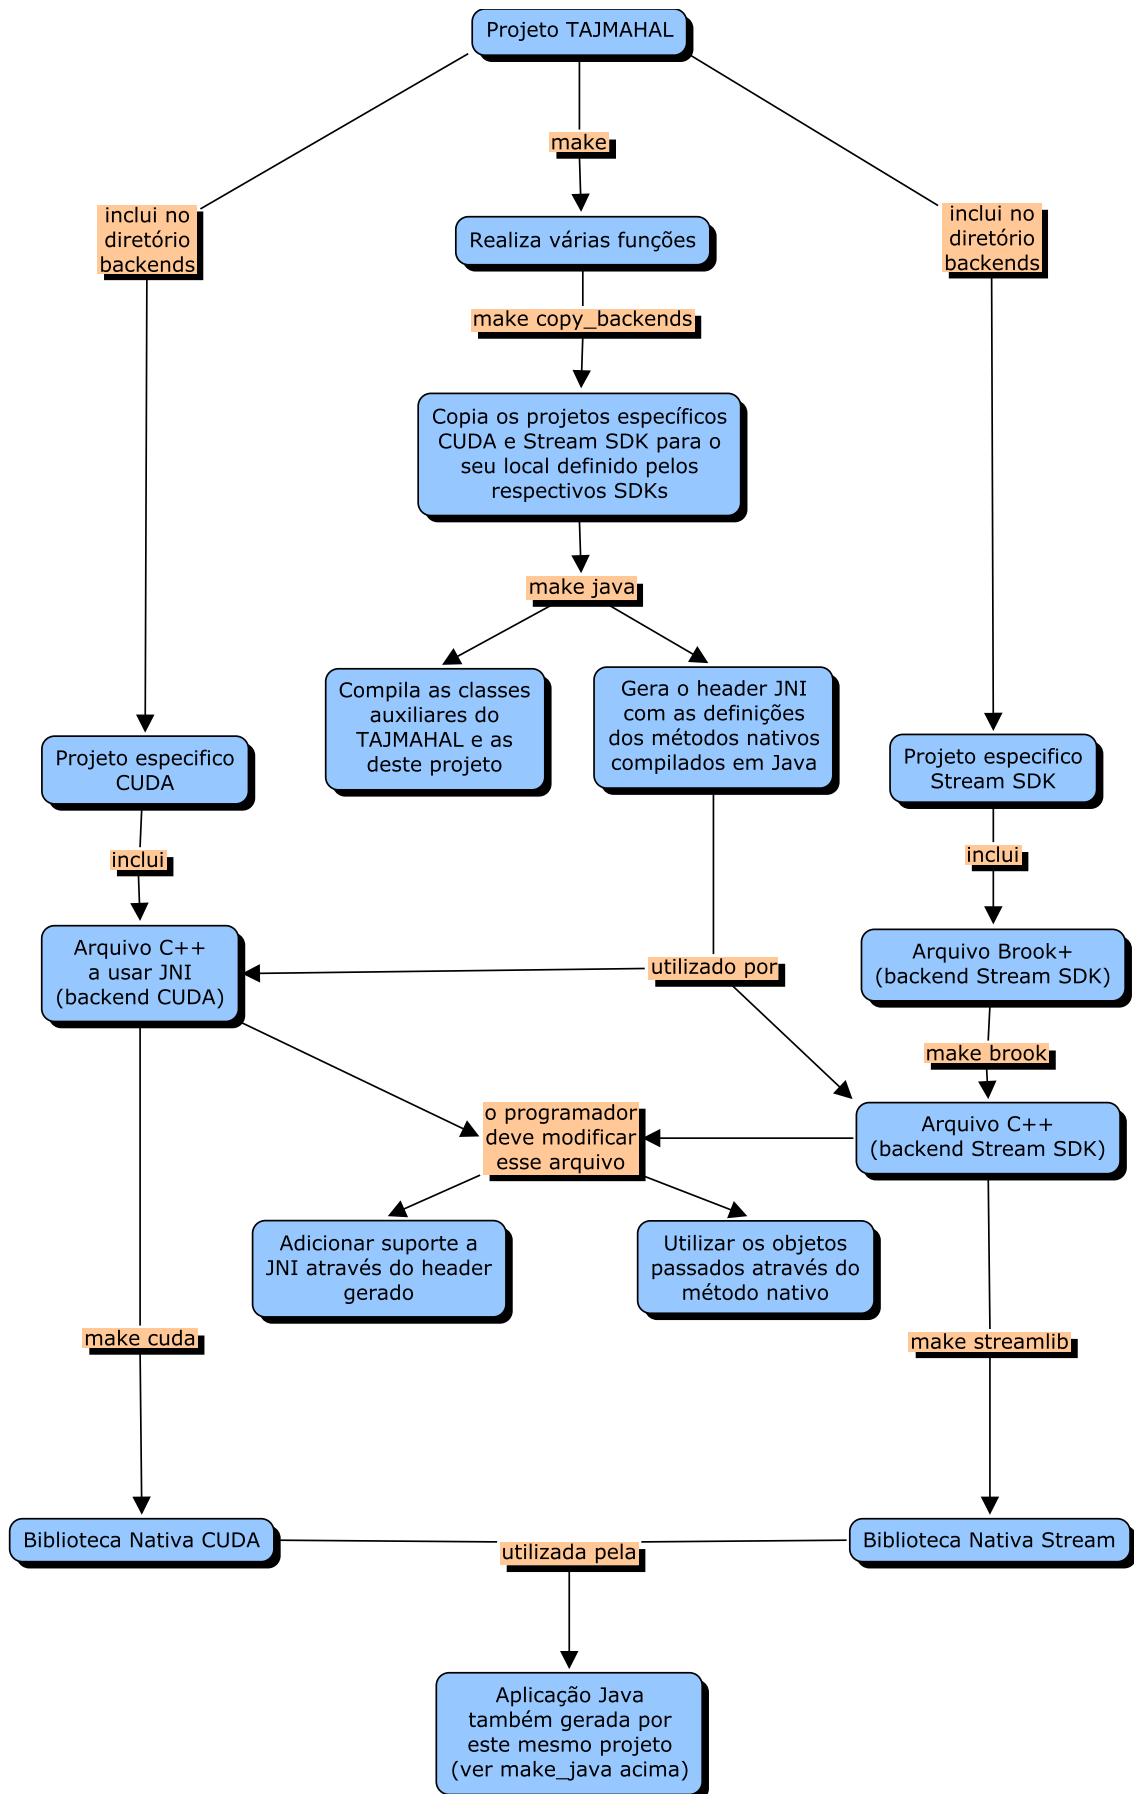 Projeto TAJMAHAL
make
inclui no
diretório
backends
inclui no
diretório
backends
Realiza várias funções
make copy_backends
Copia os projetos específicos
CUDA e Stream SDK para o
seu local definido pelos
respectivos SDKs
make java
Compila as classes
auxiliares do
TAJMAHAL e as
deste projeto
Gera o header JNI
com as definições
dos métodos nativos
compilados em Java
Projeto especifico
CUDA
Projeto especifico
Stream SDK
inclui
inclui
Arquivo C++
a usar JNI
(backend CUDA)
utilizado por
Arquivo Brook+
(backend Stream SDK)
make brook
o programador
deve modificar
esse arquivo
Arquivo C++
(backend Stream SDK)
Adicionar suporte a
JNI através do header
gerado
Utilizar os objetos
passados através do
método nativo
make cuda
make streamlib
Biblioteca Nativa CUDA
utilizada pela
Biblioteca Nativa Stream
Aplicação Java
também gerada por
este mesmo projeto
(ver make_java acima)